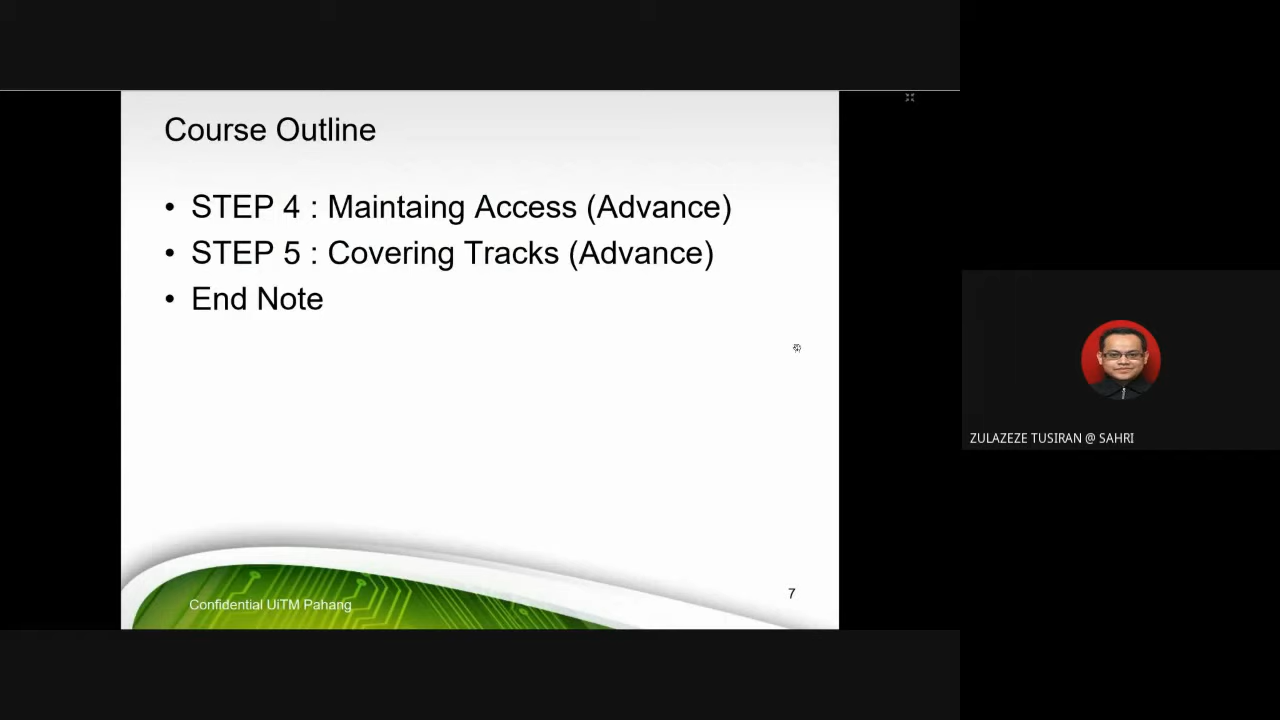 Course Outline
• STEP 4 : Maintaing Access (Advance)
• STEP 5 : Covering Tracks (Advance)
• End Note
ZULAZEZE TUSIRAN @ SAHRI
7
Confidential UiTM Pahang